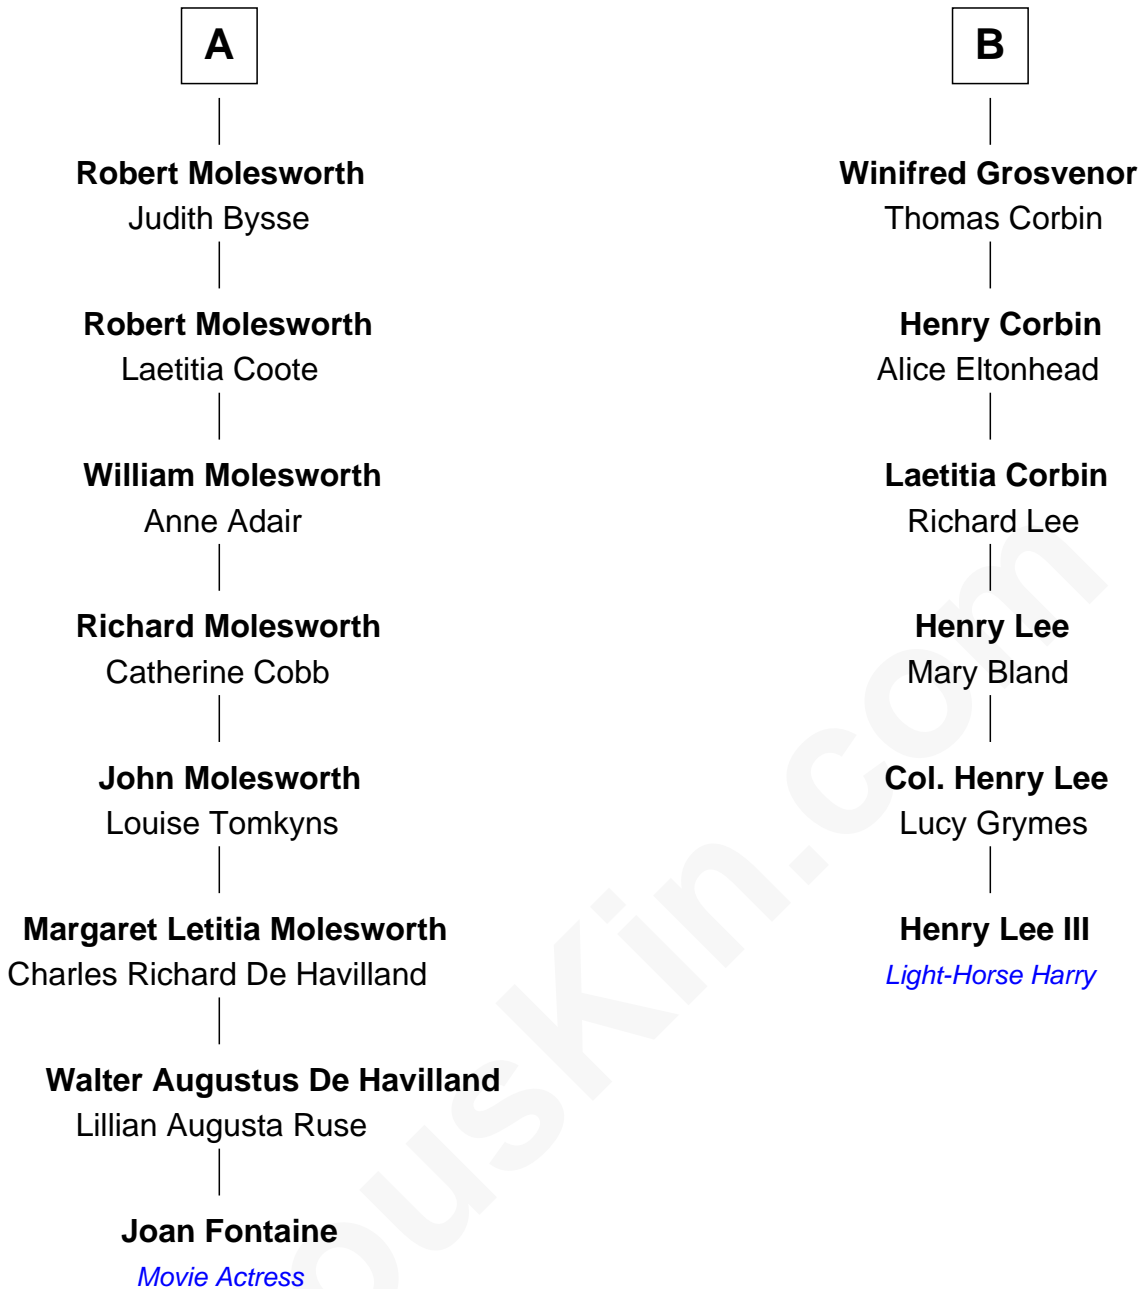 A
Robert Molesworth
Judith Bysse
Robert Molesworth
Laetitia Coote
William Molesworth
Anne Adair
Richard Molesworth
Catherine Cobb
John Molesworth
Louise Tomkyns
Margaret Letitia Molesworth
Charles Richard De Havilland
Walter Augustus De Havilland
Lillian Augusta Ruse
Joan Fontaine
Movie Actress
B
Winifred Grosvenor
Thomas Corbin
Henry Corbin
Alice Eltonhead
Laetitia Corbin
Richard Lee
Henry Lee
Mary Bland
Col. Henry Lee
Lucy Grymes
Henry Lee III
Light-Horse Harry
ousKin.com